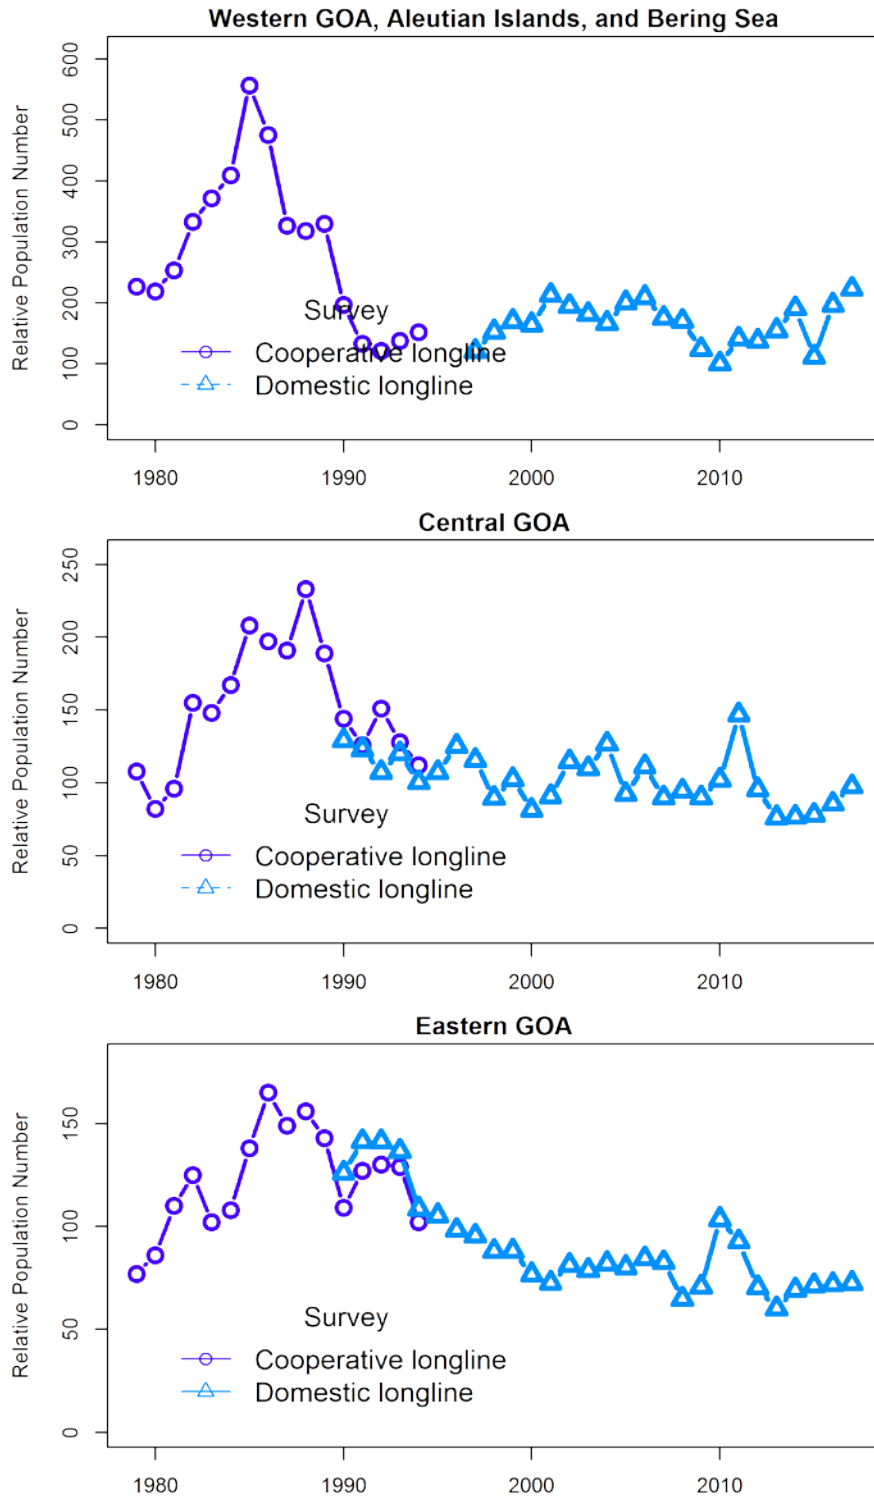 Western GOA, Aleutian Islands, and Bering Sea
Relative Population Number
600
500
400
300
200
100
0
Survey
Cooperative longline
Domestic longline
1980 1990 2000 2010
Central GOA
Relative Population Number
250
200
150
100
50
0
Survey
Cooperative longline
Domestic longline
1980 1990 2000 2010
Eastern GOA
Relative Population Number
150
100
50
0
Survey
Cooperative longline
Domestic longline
1980 1990 2000 2010